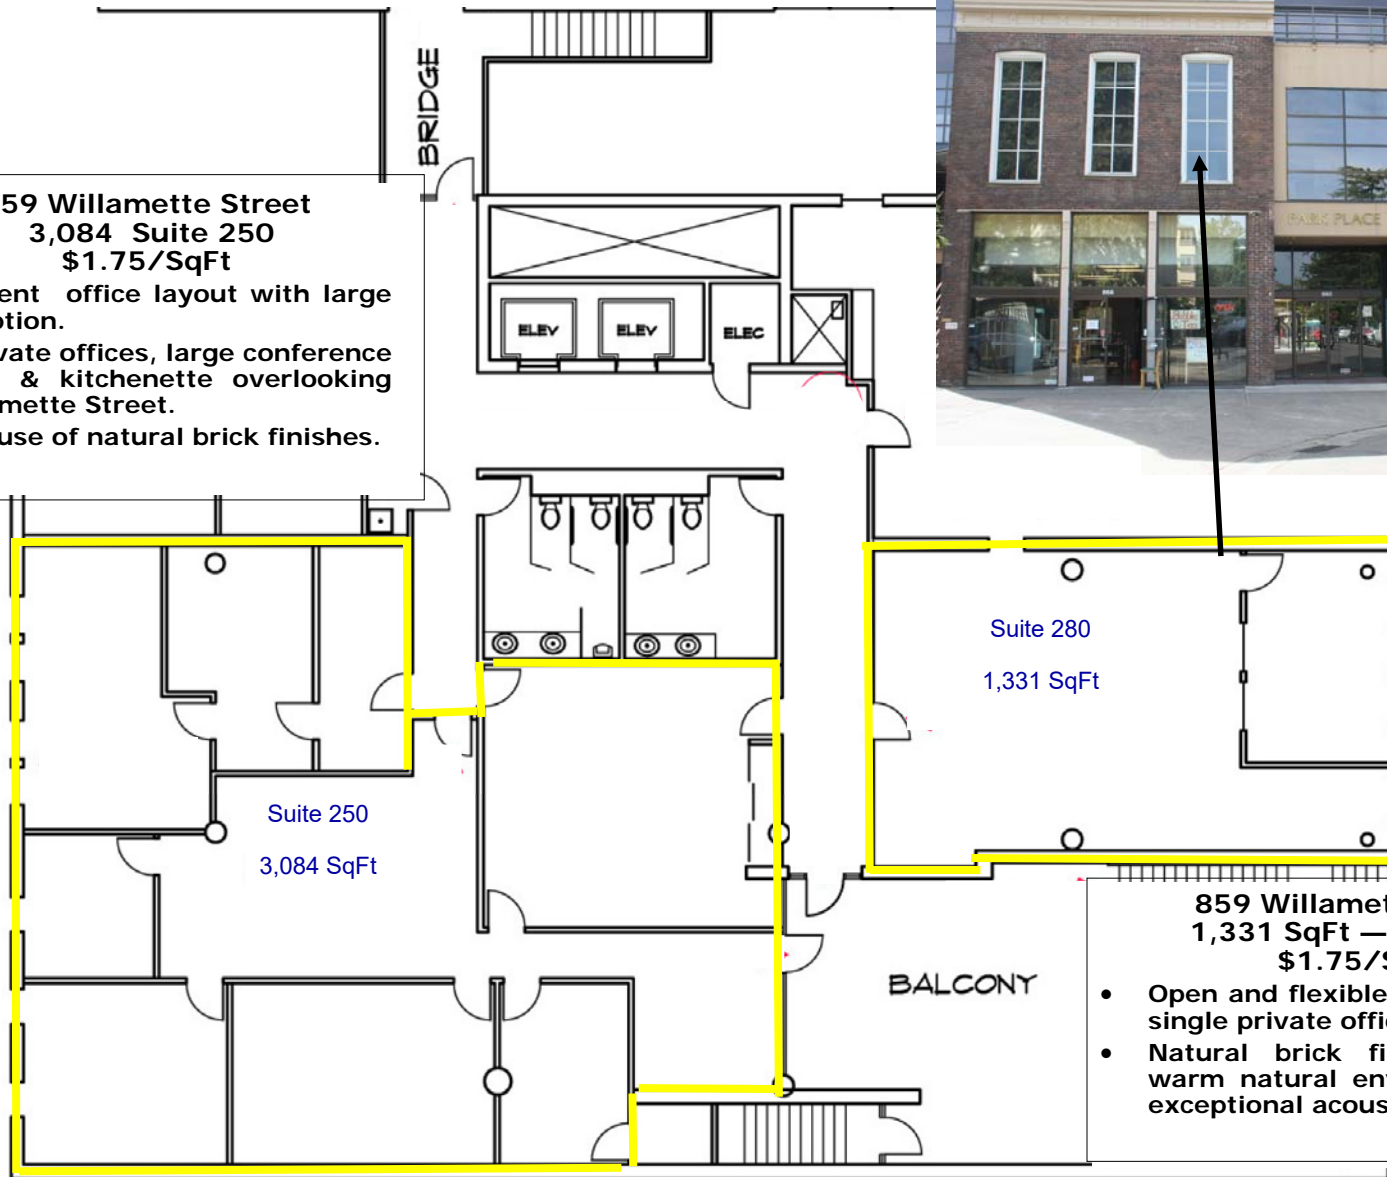 BRIDGE
PARK PLACE
59 Willamette Street
3,084 Suite 250
$1.75/SqFt
ent office layout with large
tion.
vate offices, large conference
& kitchenette overlooking
mette Street.
use of natural brick finishes.
ELEV
ELEV
ELEC
Suite 280
1,331 SqFt
Suite 250
3,084 SqFt
BALCONY
859 Willamet
1,331 SqFt —
$1.75/S
• Open and flexible
single private offi
• Natural brick fi
warm natural en
exceptional acous